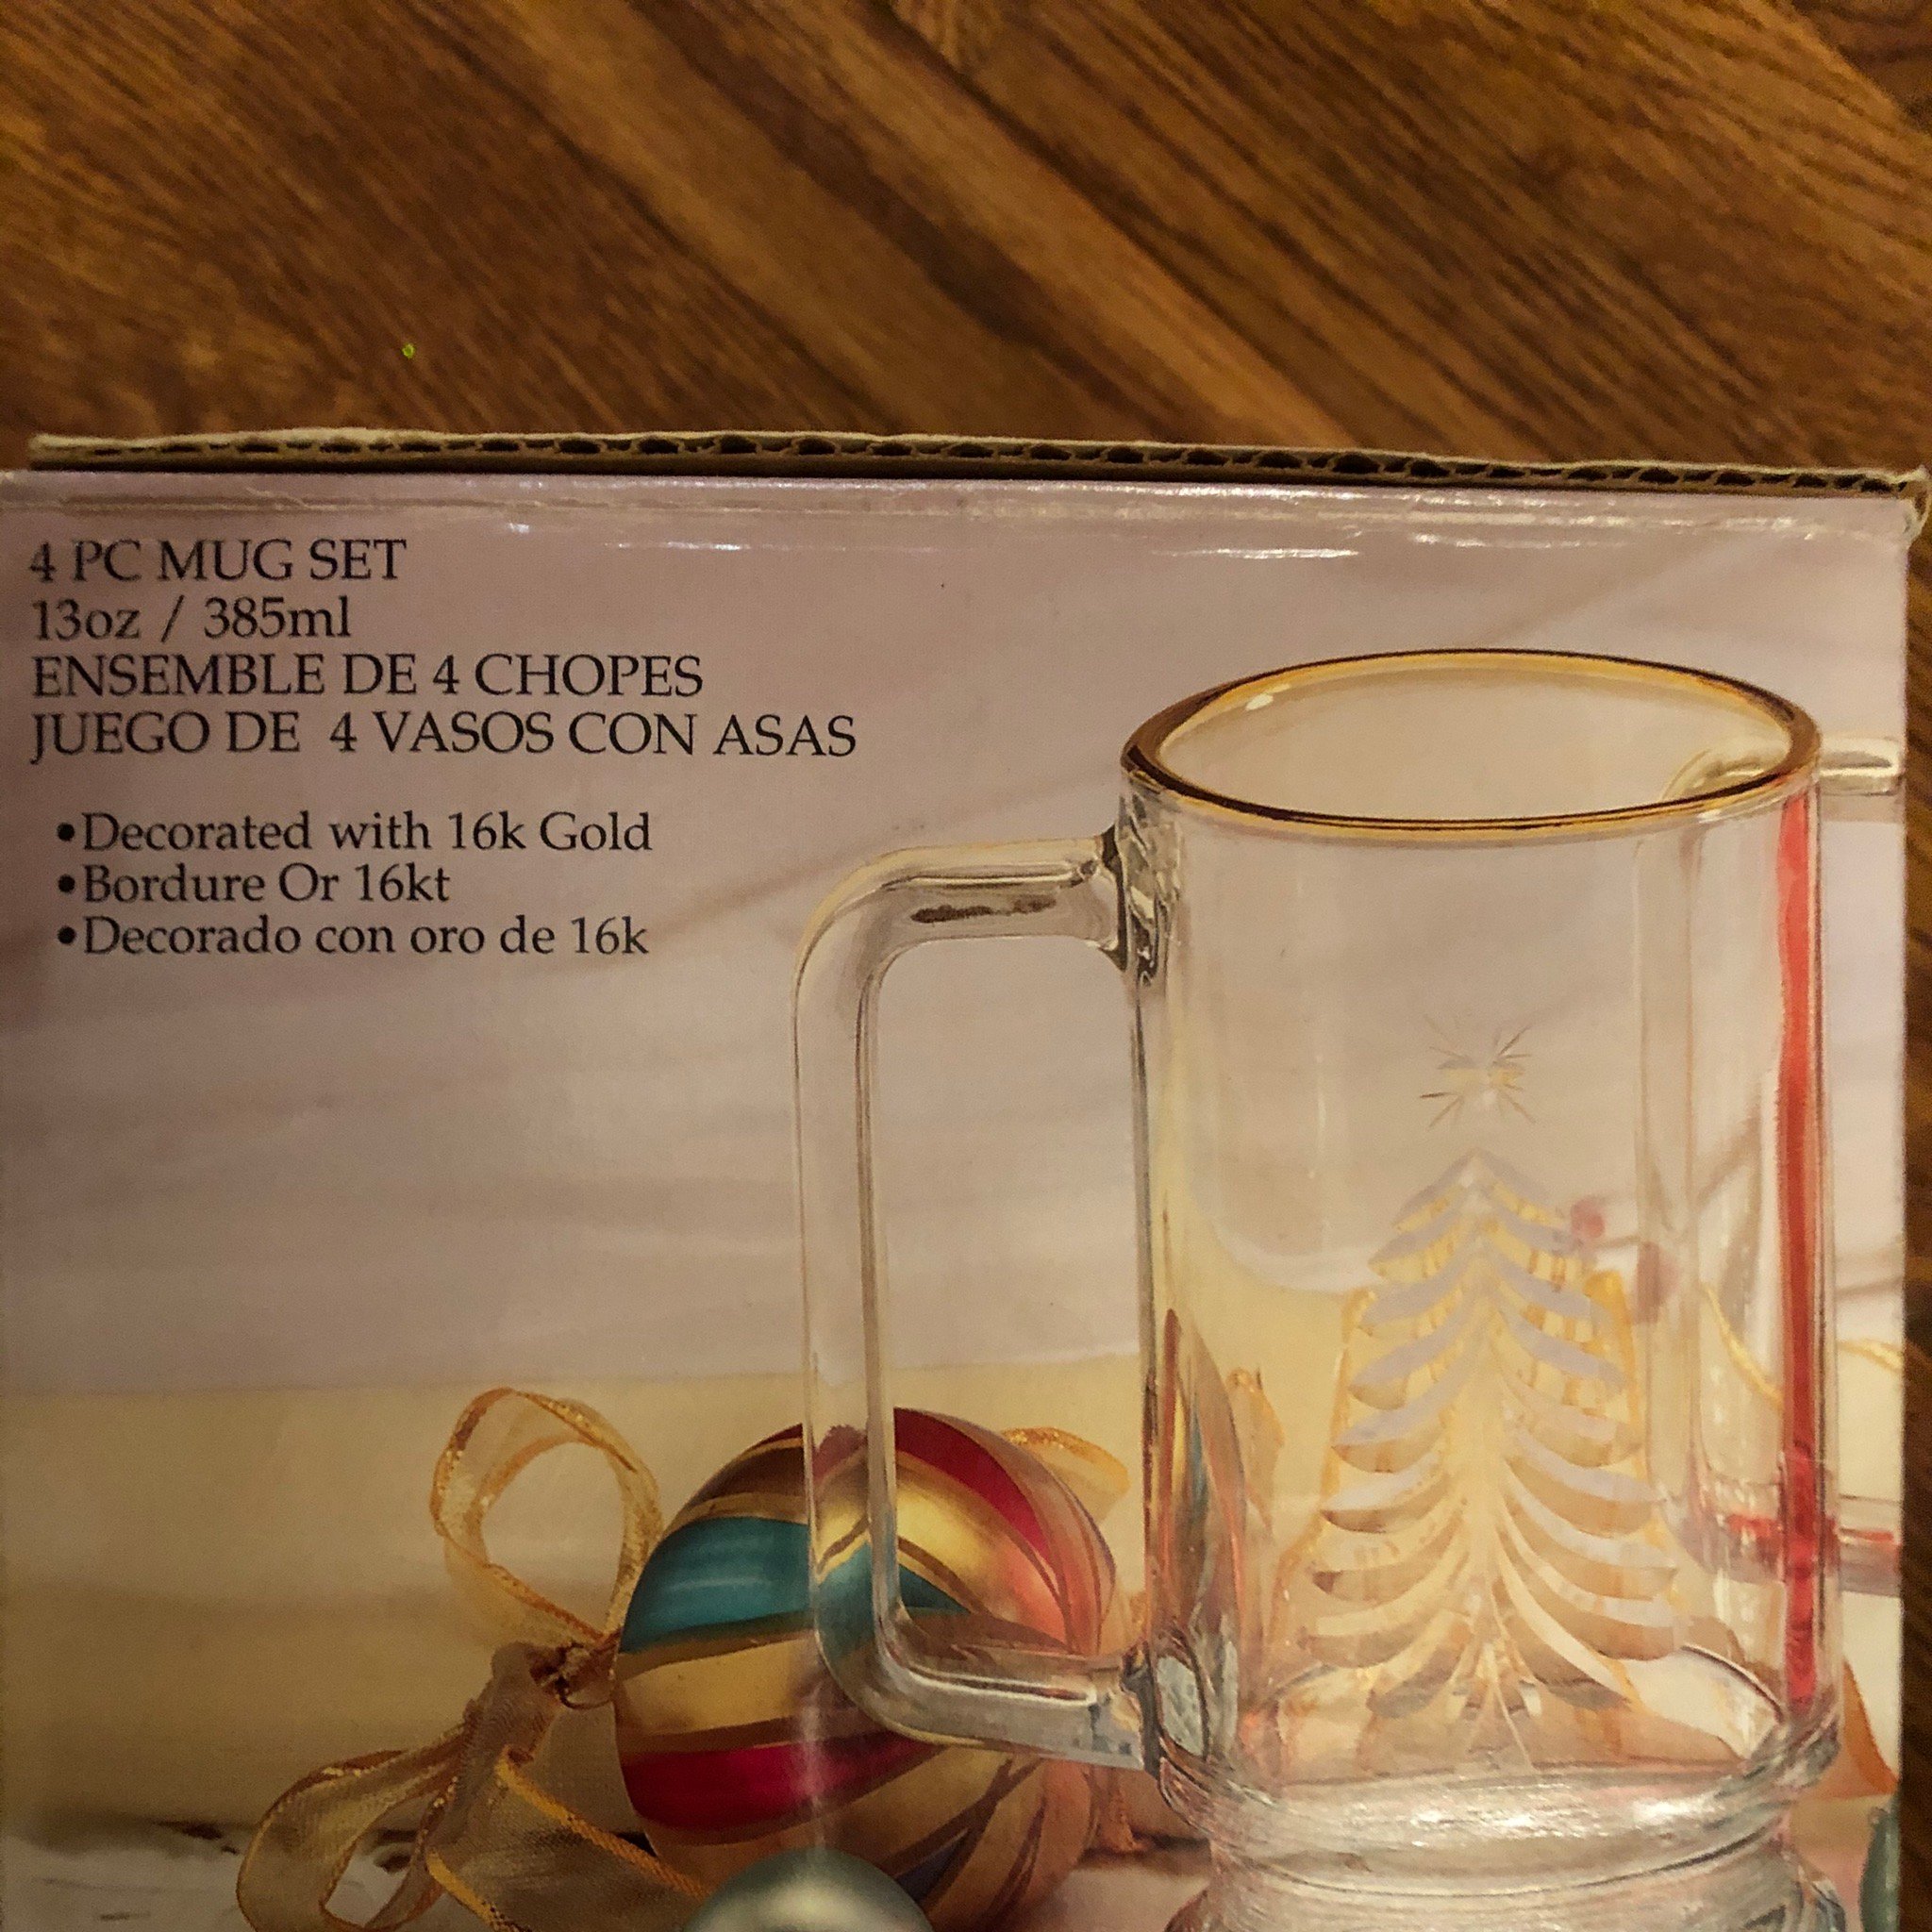 4 PC MUG SET
13oz / 385ml
ENSEMBLE DE 4 CHOPES
JUEGO DE 4 VASOS CON ASAS
•Decorated with 16k Gold
•Bordure Or 16kt
•Decorado con oro de 16k